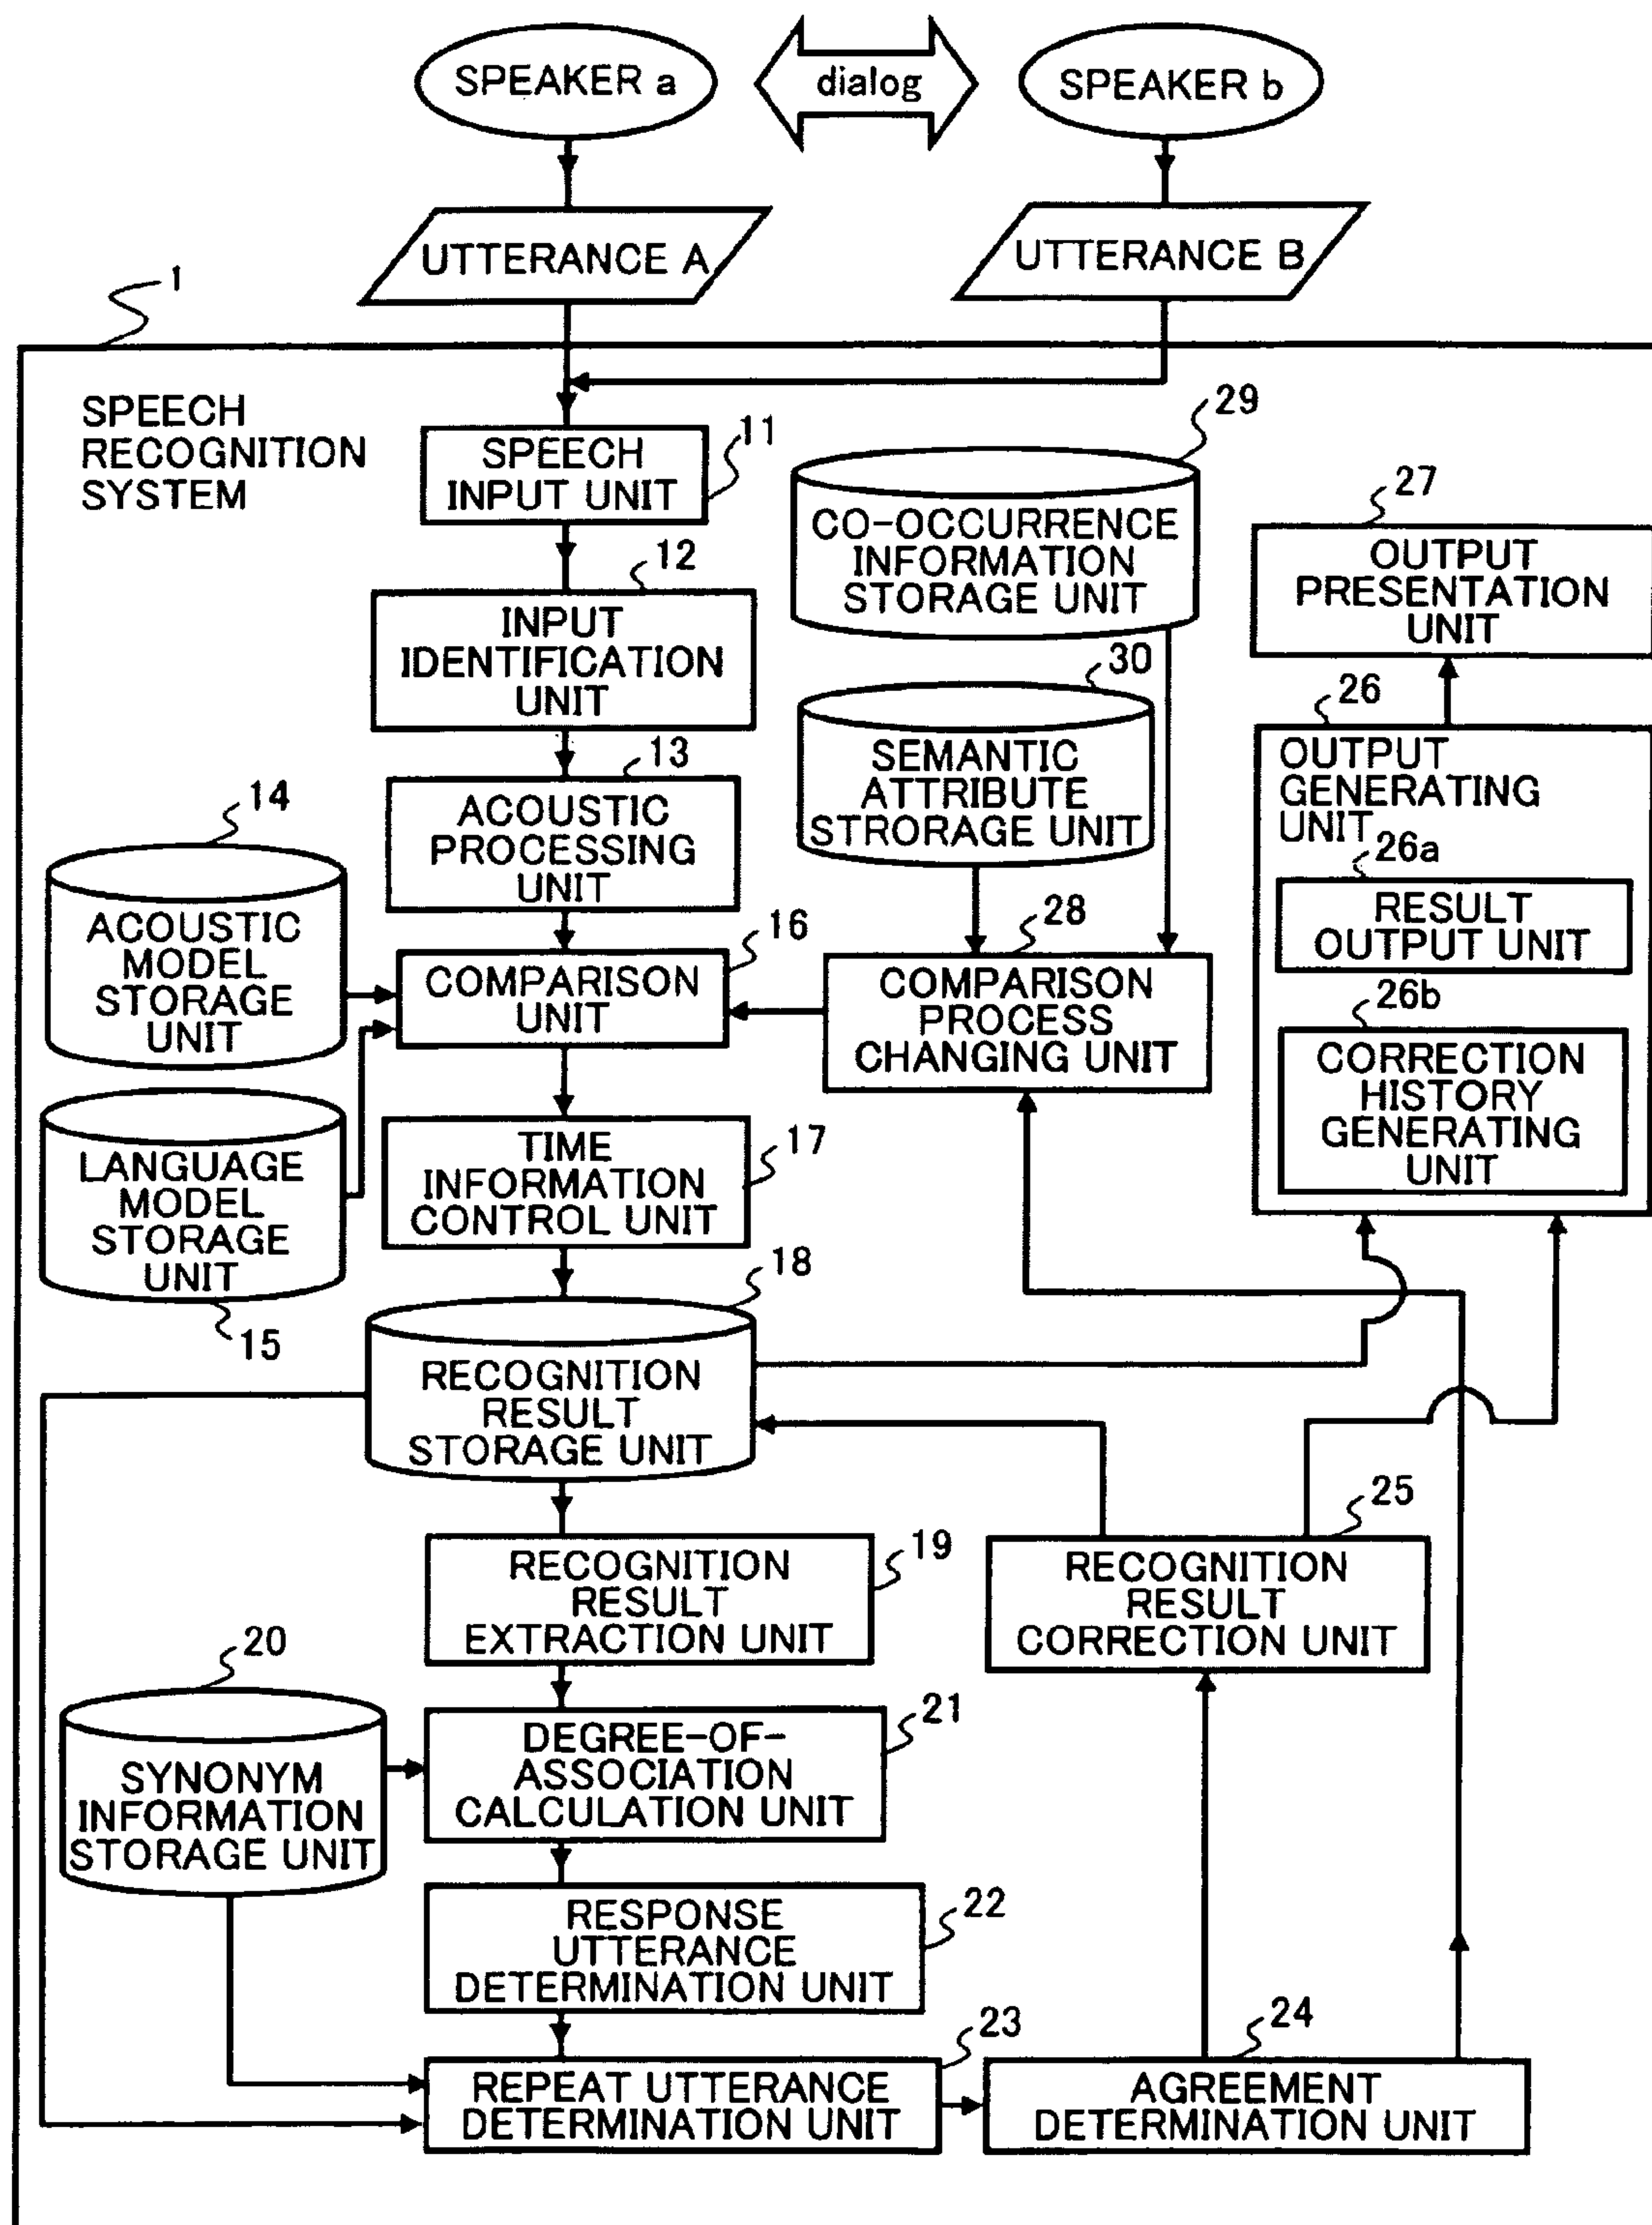 SPEAKER a
dialog
SPEAKER b
UTTERANCE A
UTTERANCE B
1
SPEECH
RECOGNITION
SYSTEM
11
SPEECH
INPUT UNIT
29
CO-OCCURRENCE
INFORMATION
STORAGE UNIT
27
OUTPUT
PRESENTATION
UNIT
12
INPUT
IDENTIFICATION
UNIT
30
SEMANTIC
ATTRIBUTE
STRORAGE UNIT
26
OUTPUT
GENERATING
UNIT
26a
RESULT
OUTPUT UNIT
26b
CORRECTION
HISTORY
GENERATING
UNIT
13
ACOUSTIC
PROCESSING
UNIT
14
ACOUSTIC
MODEL
STORAGE
UNIT
16
COMPARISON
UNIT
28
COMPARISON
PROCESS
CHANGING UNIT
LANGUAGE
MODEL
STORAGE
UNIT
15
17
TIME
INFORMATION
CONTROL UNIT
18
RECOGNITION
RESULT
STORAGE UNIT
19
RECOGNITION
RESULT
EXTRACTION UNIT
25
RECOGNITION
RESULT
CORRECTION UNIT
20
SYNONYM
INFORMATION
STORAGE UNIT
21
DEGREE-OF-
ASSOCIATION
CALCULATION UNIT
22
RESPONSE
UTTERANCE
DETERMINATION UNIT
23
REPEAT UTTERANCE
DETERMINATION UNIT
24
AGREEMENT
DETERMINATION UNIT